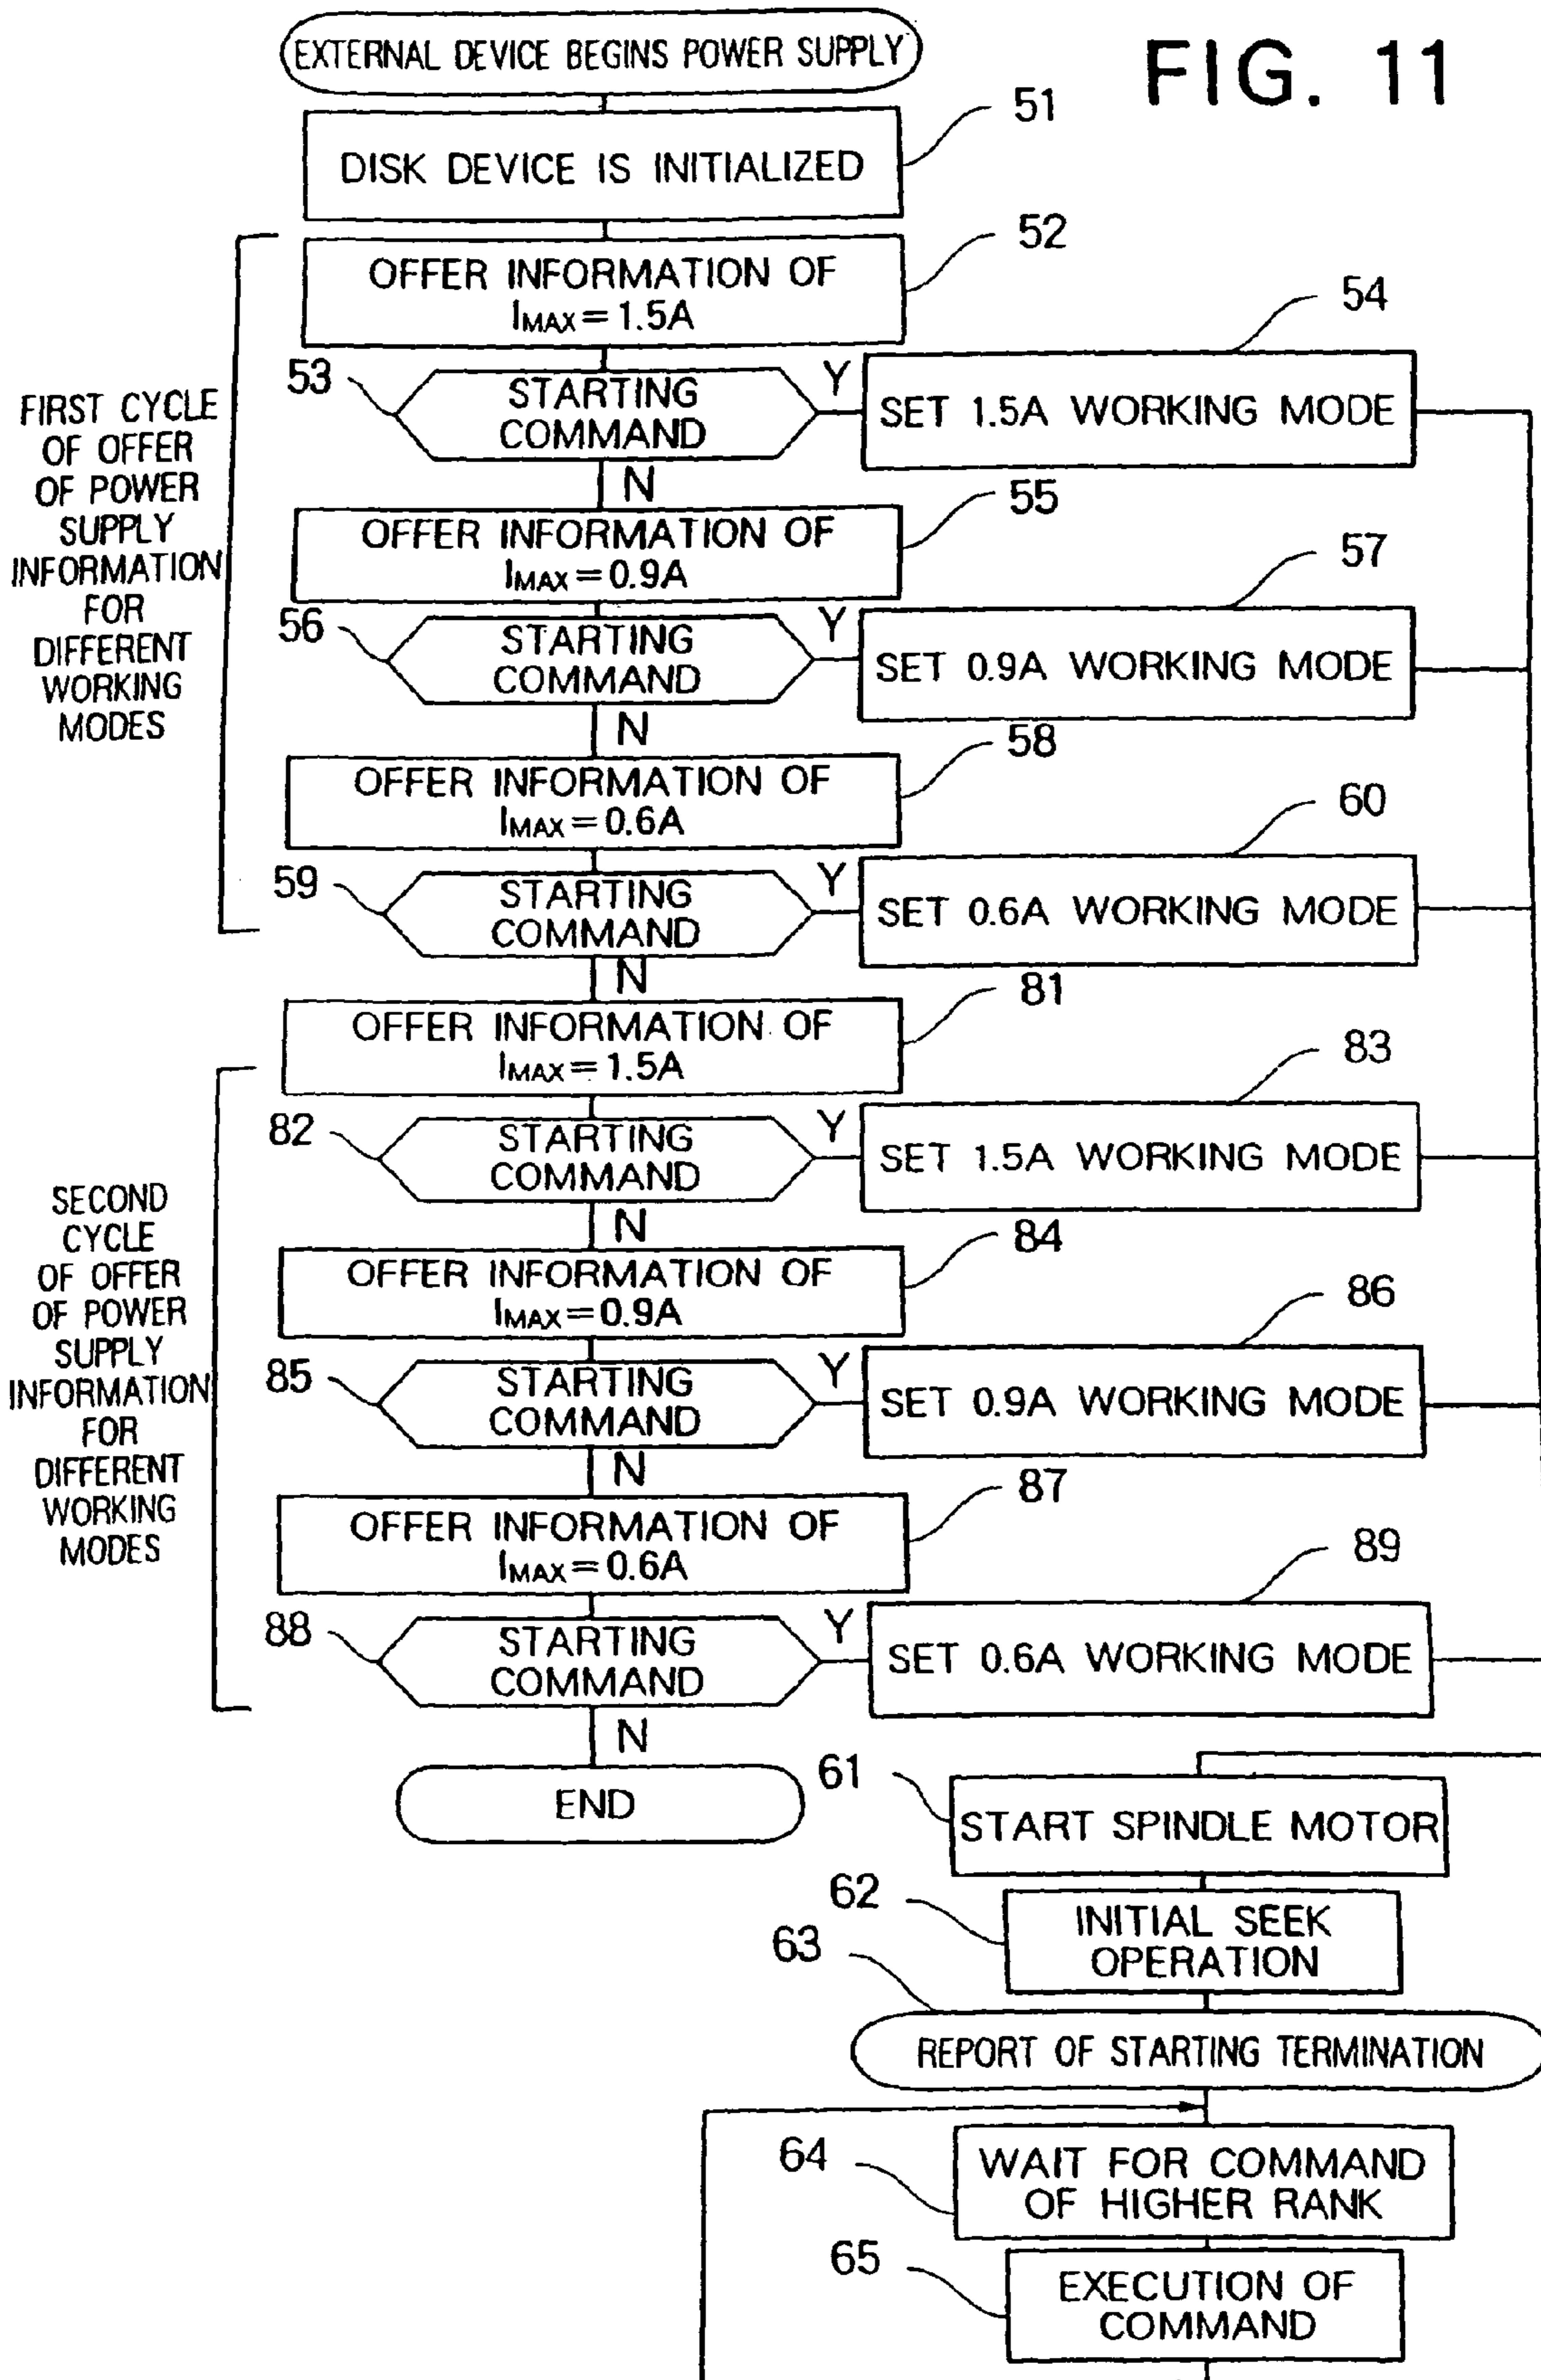 EXTERNAL DEVICE BEGINS POWER SUPPLY
FIG. 11
51
DISK DEVICE IS INITIALIZED
52
OFFER INFORMATION OF
IMAX = 1.5A
54
53
STARTING
COMMAND
Y
SET 1.5A WORKING MODE
N
FIRST CYCLE
OF OFFER
OF POWER
SUPPLY
INFORMATION
FOR
DIFFERENT
WORKING
MODES
55
OFFER INFORMATION OF
IMAX = 0.9A
57
56
STARTING
COMMAND
Y
SET 0.9A WORKING MODE
N
58
OFFER INFORMATION OF
IMAX = 0.6A
60
59
STARTING
COMMAND
Y
SET 0.6A WORKING MODE
N
81
OFFER INFORMATION OF
IMAX = 1.5A
83
82
STARTING
COMMAND
Y
SET 1.5A WORKING MODE
N
SECOND
CYCLE
OF OFFER
OF POWER
SUPPLY
INFORMATION
FOR
DIFFERENT
WORKING
MODES
84
OFFER INFORMATION OF
IMAX = 0.9A
86
85
STARTING
COMMAND
Y
SET 0.9A WORKING MODE
N
87
OFFER INFORMATION OF
IMAX = 0.6A
89
88
STARTING
COMMAND
Y
SET 0.6A WORKING MODE
N
END
61
START SPINDLE MOTOR
62
INITIAL SEEK
OPERATION
63
REPORT OF STARTING TERMINATION
64
WAIT FOR COMMAND
OF HIGHER RANK
65
EXECUTION OF
COMMAND